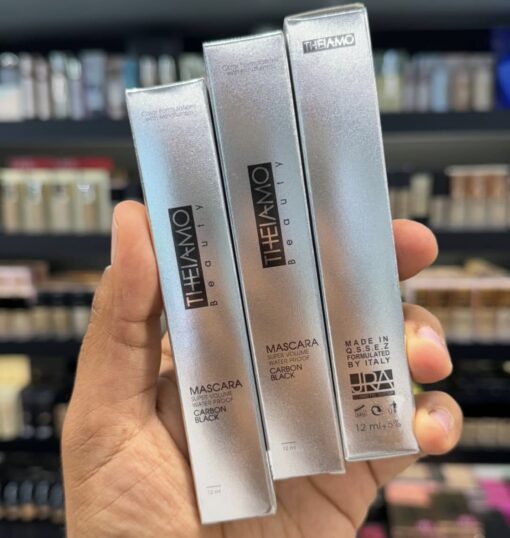 THEIAMO
Beauty
MASCARA
SUPER VOLUME
WATER PROOF
CARBON
BLACK
12 ml
THEIAMO
Beauty
MASCARA
SUPER VOLUME
WATER PROOF
CARBON
BLACK
12 ml
THEIAMO
MADE IN
Q.S.S.E.Z
FORMULATED
BY ITALY
JRA
12 ml±5%